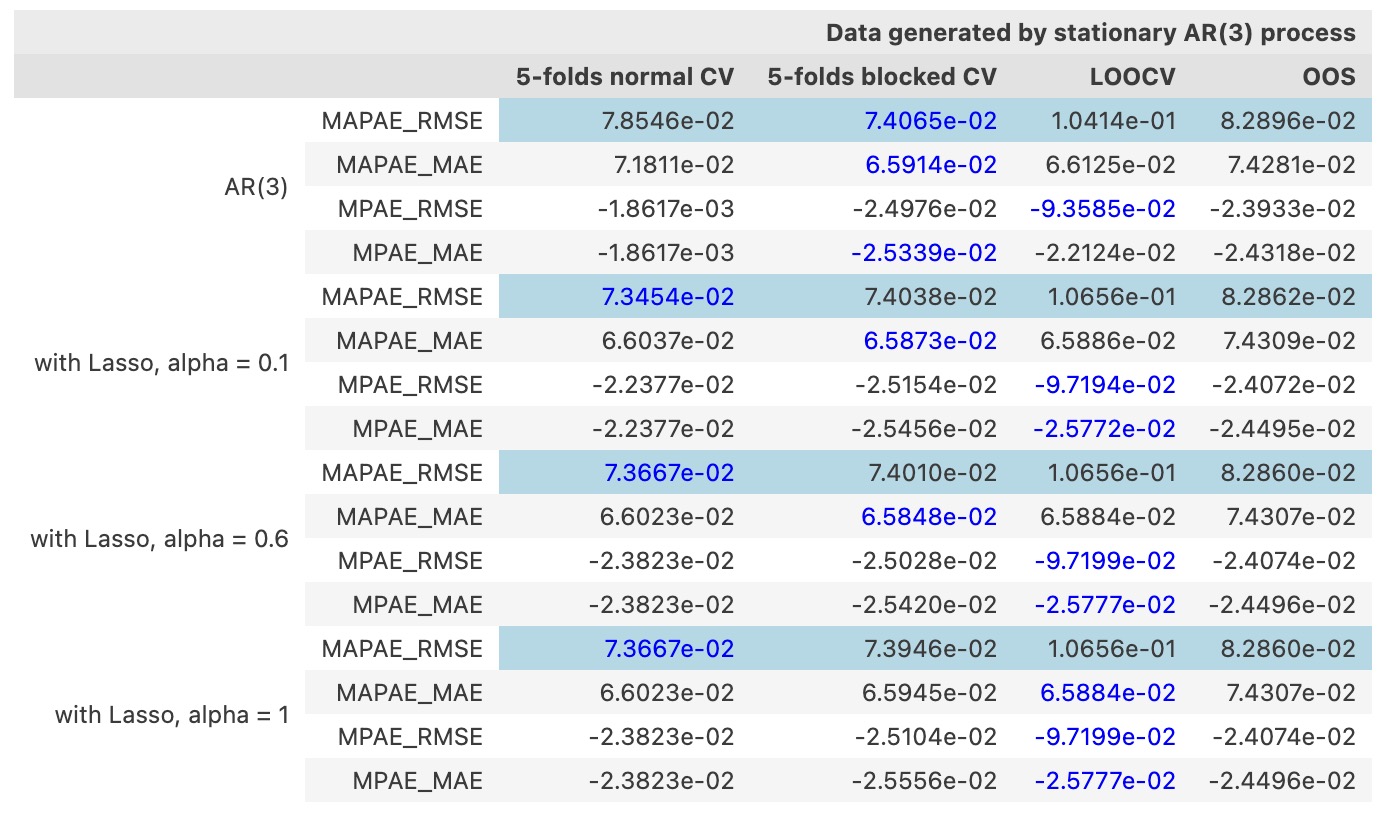 Data generated by stationary AR(3) process
5-folds normal CV 5-folds blocked CV LOOCV OOS
AR(3)
MAPAE_RMSE 7.8546e-02 7.4065e-02 1.0414e-01 8.2896e-02
MAPAE_MAE 7.1811e-02 6.5914e-02 6.6125e-02 7.4281e-02
MPAE_RMSE -1.8617e-03 -2.4976e-02 -9.3585e-02 -2.3933e-02
MPAE_MAE -1.8617e-03 -2.5339e-02 -2.2124e-02 -2.4318e-02
with Lasso, alpha = 0.1
MAPAE_RMSE 7.3454e-02 7.4038e-02 1.0656e-01 8.2862e-02
MAPAE_MAE 6.6037e-02 6.5873e-02 6.5886e-02 7.4309e-02
MPAE_RMSE -2.2377e-02 -2.5154e-02 -9.7194e-02 -2.4072e-02
MPAE_MAE -2.2377e-02 -2.5456e-02 -2.5772e-02 -2.4495e-02
with Lasso, alpha = 0.6
MAPAE_RMSE 7.3667e-02 7.4010e-02 1.0656e-01 8.2860e-02
MAPAE_MAE 6.6023e-02 6.5848e-02 6.5884e-02 7.4307e-02
MPAE_RMSE -2.3823e-02 -2.5028e-02 -9.7199e-02 -2.4074e-02
MPAE_MAE -2.3823e-02 -2.5420e-02 -2.5777e-02 -2.4496e-02
with Lasso, alpha = 1
MAPAE_RMSE 7.3667e-02 7.3946e-02 1.0656e-01 8.2860e-02
MAPAE_MAE 6.6023e-02 6.5945e-02 6.5884e-02 7.4307e-02
MPAE_RMSE -2.3823e-02 -2.5104e-02 -9.7199e-02 -2.4074e-02
MPAE_MAE -2.3823e-02 -2.5556e-02 -2.5777e-02 -2.4496e-02